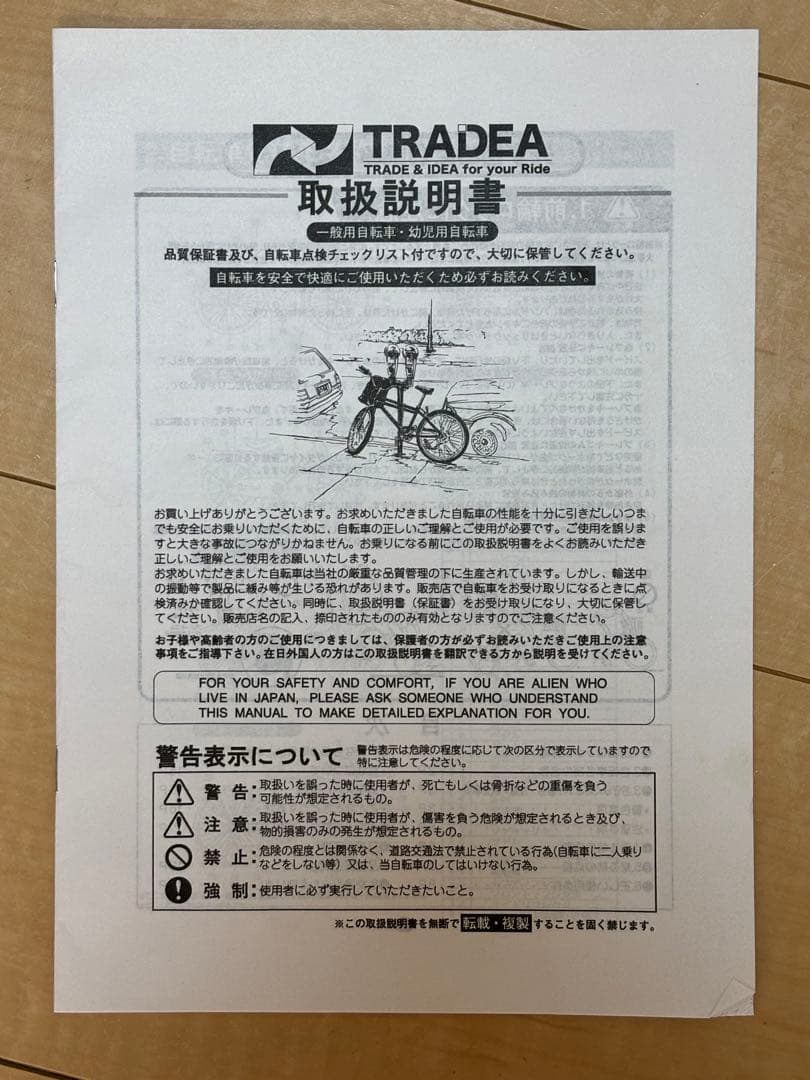 TRADEA
TRADE & IDEA for your Ride
取扱説明書
一般用自転車・幼児用自転車
品質保証書及び、自転車点検チェックリスト付ですので、大切に保管してください。
自転車を安全で快適にご使用いただくため必ずお読みください。
お買い上げありがとうございます。お求めいただきました自転車の性能を十分に引きだしいつま
でも安全にお乗りいただくために、自転車の正しいご理解とご使用が必要です。ご使用を誤りま
すと大きな事故につながりかねません。お乗りになる前にこの取扱説明書をよくお読みいただき
正しいご理解とご使用をお願いいたします。
お求めいただきました自転車は当社の厳重な品質管理の下に生産されています。しかし、輸送中
の振動等で製品に緩み等が生じる恐れがあります。販売店で自転車をお受け取りになるときに点
検済みか確認してください。同時に、取扱説明書（保証書）をお受け取りになり、大切に保管し
てください。販売店名の記入、捺印されたもののみ有効となりますのでご注意ください。
お子様や高齢者の方のご使用につきましては、保護者の方が必ずお読みいただきご使用上の注意
事項をご指導下さい。在日外国人の方はこの取扱説明書を翻訳できる方から説明を受けてください。
FOR YOUR SAFETY AND COMFORT, IF YOU ARE ALIEN WHO
LIVE IN JAPAN, PLEASE ASK SOMEONE WHO UNDERSTAND
THIS MANUAL TO MAKE DETAILED EXPLANATION FOR YOU.
警告表示について 警告表示は危険の程度に応じて次の区分で表示していますので
特に注意してください。
警告:取扱いを誤った時に使用者が、死亡もしくは骨折などの重傷を負う
可能性が想定されるもの。
注意:取扱いを誤った時に使用者が、傷害を負う危険が想定されるとき及び、
物的損害のみの発生が想定されるもの。
禁止:危険の程度とは関係なく、道路交通法で禁止されている行為(自転車に二人乗り
などをしない等）又は、当自転車のしてはいけない行為。
強制:使用者に必ず実行していただきたいこと。
※この取扱説明書を無断で転載・複製することを固く禁じます。